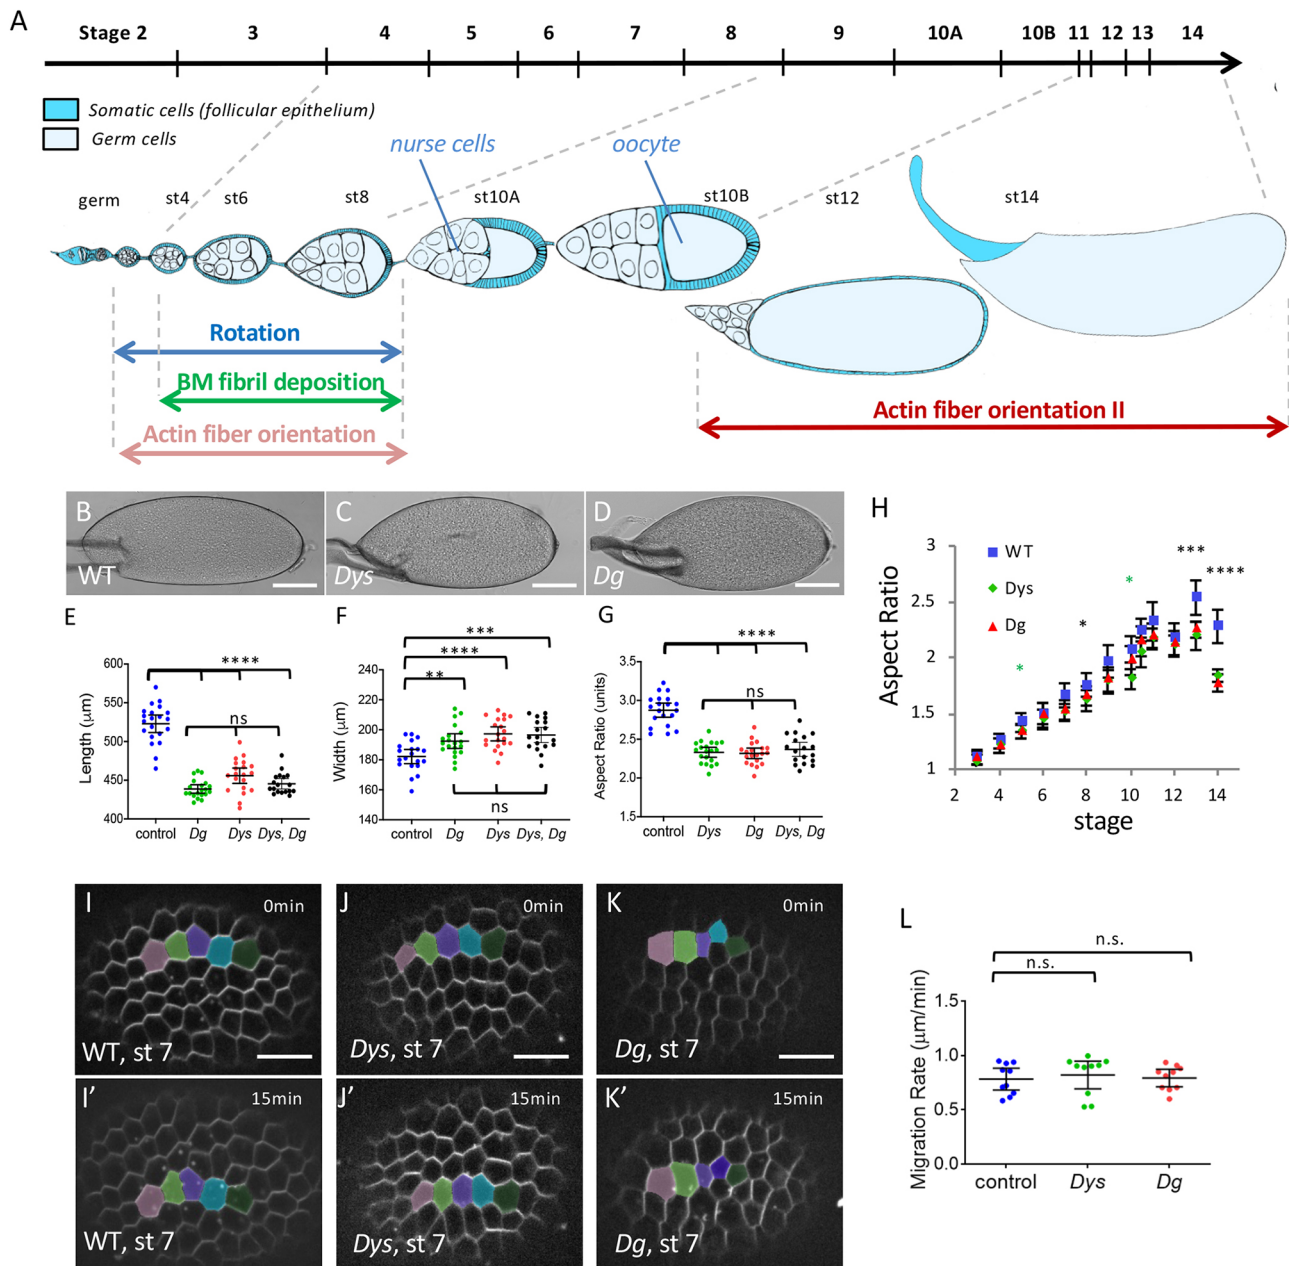 A
Stage 2 3 4 5 6 7 8 9 10A 10B 11 12 13 14
Somatic cells (follicular epithelium)
Germ cells
nurse cells oocyte
germ st4 st6 st8 st10A st10B st12 st14
Rotation
BM fibril deposition
Actin fiber orientation
Actin fiber orientation II
B
WT
C
Dys
D
Dg
E
Length (µm)
600
550
500
450
400
****
ns
control Dg Dys Dys, Dg
F
Width (µm)
240
220
200
180
160
140
***
****
**
ns
control Dg Dys Dys, Dg
G
Aspect Ratio (units)
3.5
3.0
2.5
2.0
1.5
****
ns
control Dys Dg Dys, Dg
H
Aspect Ratio
3
2.5
2
1.5
1
WT
Dys
Dg
*
*
*
***
****
2 4 6 8 10 12 14
stage
I
0min
WT, st 7
J
0min
Dys, st 7
K
0min
Dg, st 7
I’
15min
WT, st 7
J’
15min
Dys, st 7
K’
15min
Dg, st 7
L
n.s.
n.s.
Migration Rate (µm/min)
1.5
1.0
0.5
0.0
control Dys Dg